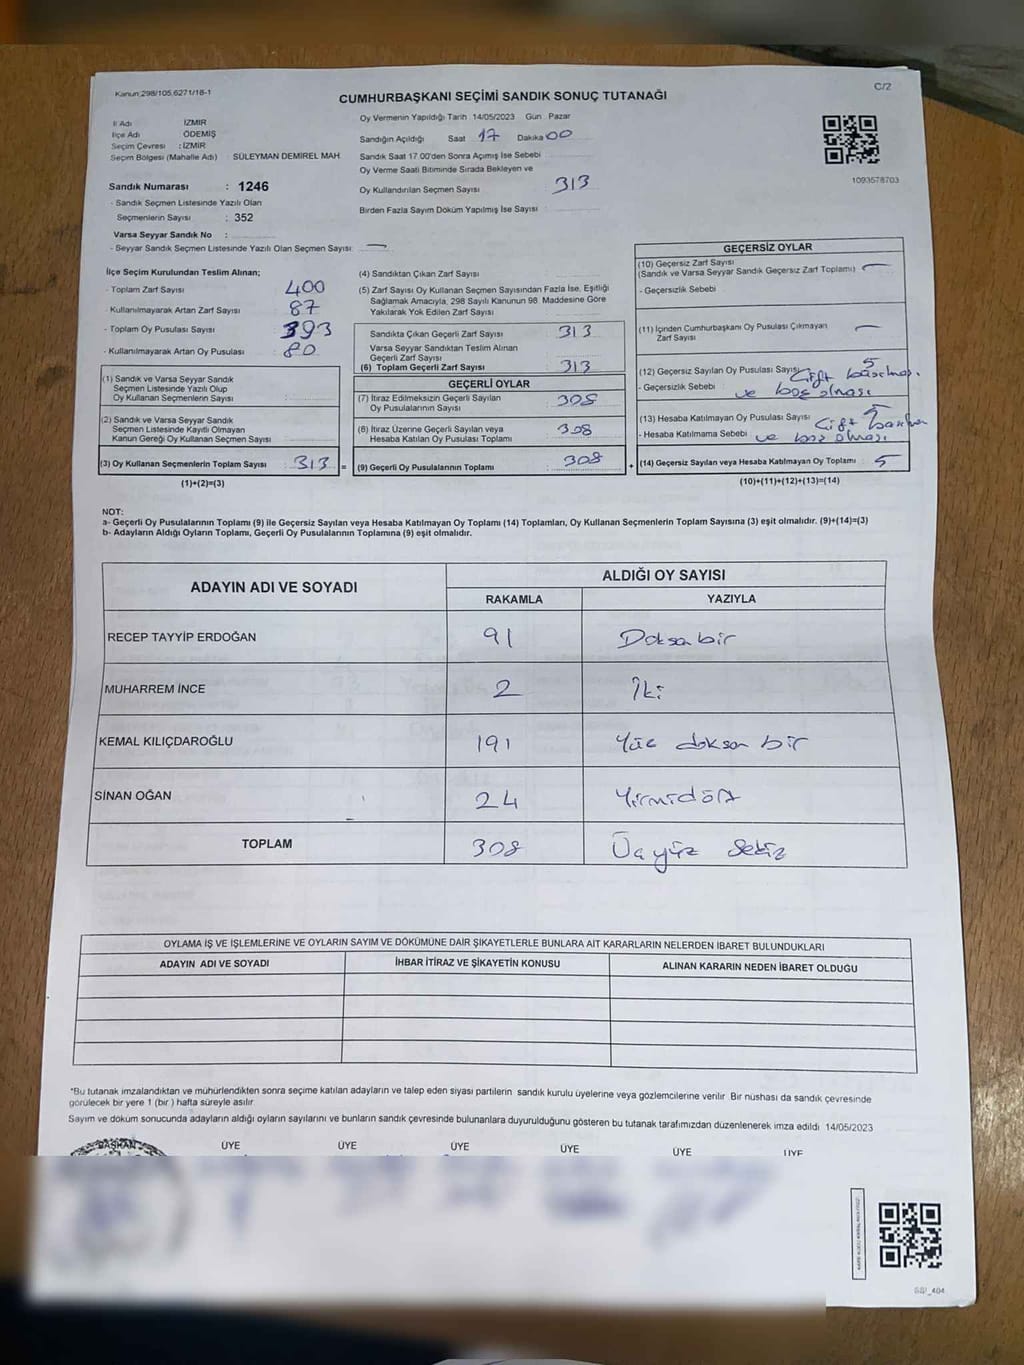 Kanun:298/105,6271/18-1
C/2
CUMHURBAŞKANI SEÇİMİ SANDIK SONUÇ TUTANAĞI
İl Adı İZMİR
İlçe Adı ÖDEMİŞ
Seçim Çevresi : İZMİR
Seçim Bölgesi (Mahalle Adı) : SÜLEYMAN DEMİREL MAH
Sandık Numarası : 1246
- Sandık Seçmen Listesinde Yazılı Olan
Seçmenlerin Sayısı : 352
Varsa Seyyar Sandık No :
- Seyyar Sandık Seçmen Listesinde Yazılı Olan Seçmen Sayısı: —
Oy Vermenin Yapıldığı Tarih 14/05/2023 Gün : Pazar
Sandığın Açıldığı Saat 17 Dakika 00
Sandık Saat 17 00'den Sonra Açımış İse Sebebi
Oy Verme Saati Bitiminde Sırada Bekleyen ve
Oy Kullandırılan Seçmen Sayısı 313
Birden Fazla Sayım Döküm Yapılmış İse Sayısı :
1093578703
İlçe Seçim Kurulundan Teslim Alınan;
- Toplam Zarf Sayısı 400
- Kullanılmayarak Artan Zarf Sayısı 87
- Toplam Oy Pusulası Sayısı 393
- Kullanılmayarak Artan Oy Pusulası 80
(1) Sandık ve Varsa Seyyar Sandık
Seçmen Listesinde Yazılı Olup
Oy Kullanan Seçmenlerin Sayısı :
(2) Sandık ve Varsa Seyyar Sandık
Seçmen Listesinde Kayıtlı Olmayan
Kanun Gereği Oy Kullanan Seçmen Sayısı
(3) Oy Kullanan Seçmenlerin Toplam Sayısı : 313 =
(1)+(2)=(3)
(4) Sandıktan Çıkan Zarf Sayısı
(5) Zarf Sayısı Oy Kullanan Seçmen Sayısından Fazla İse, Eşitliği
Sağlamak Amacıyla, 298 Sayılı Kanunun 98. Maddesine Göre
Yakılarak Yok Edilen Zarf Sayısı :
Sandıkta Çıkan Geçerli Zarf Sayısı 313
Varsa Seyyar Sandıktan Teslim Alınan
Geçerli Zarf Sayısı
(6) Toplam Geçerli Zarf Sayısı : 313
GEÇERLİ OYLAR
(7) İtiraz Edilmeksizin Geçerli Sayılan
Oy Pusulalarının Sayısı : 308
(8) İtiraz Üzerine Geçerli Sayılan veya
Hesaba Katılan Oy Pusulası Toplamı 308
(9) Geçerli Oy Pusulalarının Toplamı : 308 +
GEÇERSİZ OYLAR
(10) Geçersiz Zarf Sayısı
(Sandık ve Varsa Seyyar Sandık Geçersiz Zarf Toplamı) —
- Geçersizlik Sebebi
(11) İçinden Cumhurbaşkanı Oy Pusulası Çıkmayan
Zarf Sayısı —
(12) Geçersiz Sayılan Oy Pusulası Sayısı 5
- Geçersizlik Sebebi : Çift basılması
ve boş olması
(13) Hesaba Katılmayan Oy Pusulası Sayısı 5
- Hesaba Katılmama Sebebi Çift
ve boş olması
(14) Geçersiz Sayılan veya Hesaba Katılmayan Oy Toplamı : 5
(10)+(11)+(12)+(13)=(14)
NOT:
a- Geçerli Oy Pusulalarının Toplamı (9) ile Geçersiz Sayılan veya Hesaba Katılmayan Oy Toplamı (14) Toplamları, Oy Kullanan Seçmenlerin Toplam Sayısına (3) eşit olmalıdır. (9)+(14)=(3)
b- Adayların Aldığı Oyların Toplamı, Geçerli Oy Pusulalarının Toplamına (9) eşit olmalıdır.
ADAYIN ADI VE SOYADI ALDIĞI OY SAYISI
RAKAMLA YAZIYLA
RECEP TAYYİP ERDOĞAN 91 Doksanbir
MUHARREM İNCE 2 İki
KEMAL KILIÇDAROĞLU 191 Yüz doksan bir
SİNAN OĞAN 24 Yirmidört
TOPLAM 308 Üçyüz Sekiz
OYLAMA İŞ VE İŞLEMLERİNE VE OYLARIN SAYIM VE DÖKÜMÜNE DAİR ŞİKAYETLERLE BUNLARA AİT KARARLARIN NELERDEN İBARET BULUNDUKLARI
ADAYIN ADI VE SOYADI İHBAR İTİRAZ VE ŞİKAYETİN KONUSU ALINAN KARARIN NEDEN İBARET OLDUĞU
*Bu tutanak imzalandıktan ve mühürlendikten sonra seçime katılan adayların ve talep eden siyasi partilerin sandık kurulu üyelerine veya gözlemcilerine verilir. Bir nüshası da sandık çevresinde
görülecek bir yere 1 (bir ) hafta süreyle asılır.
Sayım ve döküm sonucunda adayların aldığı oyların sayılarını ve bunların sandık çevresinde bulunanlara duyurulduğunu gösteren bu tutanak tarafımızdan düzenlenerek imza edildi 14/05/2023
BAŞKAN ÜYE ÜYE ÜYE ÜYE ÜYE ÜYE